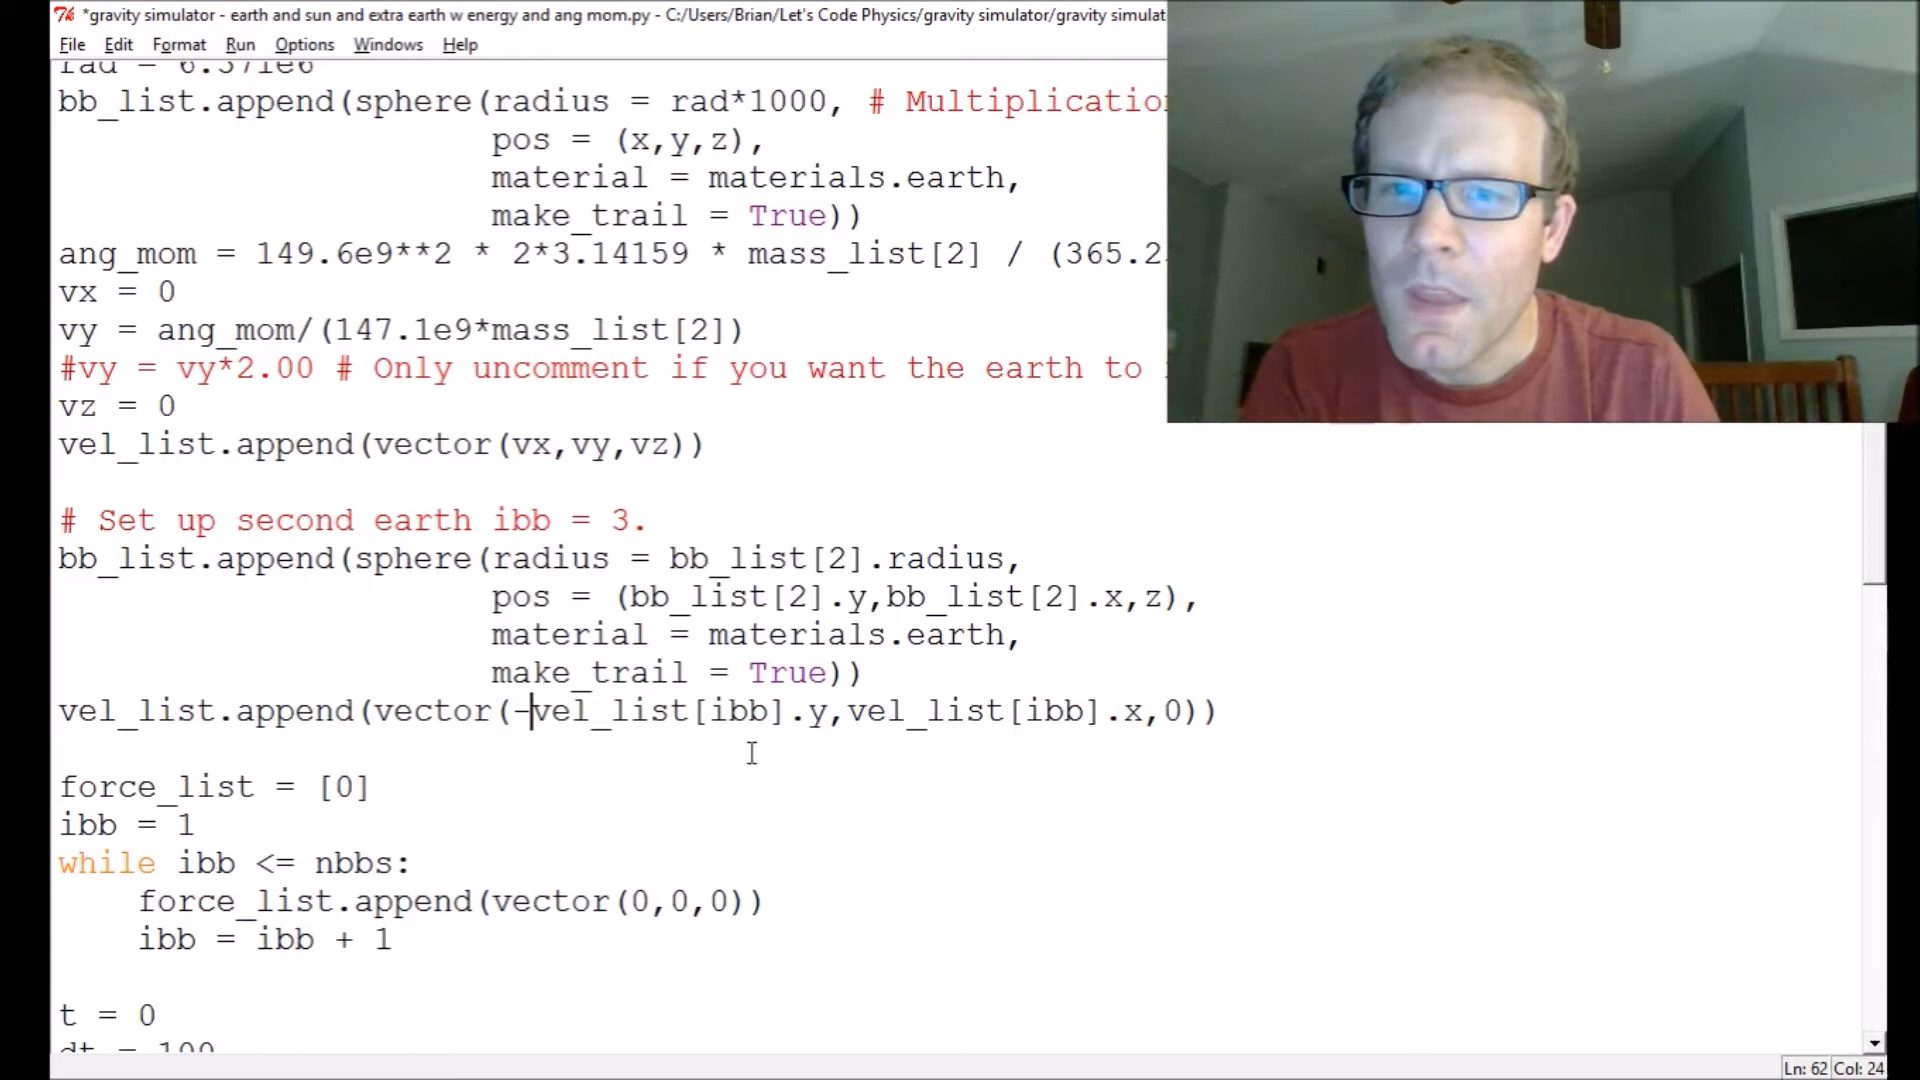 *gravity simulator - earth and sun and extra earth w energy and ang mom.py - C:/Users/Brian/Let's Code Physics/gravity simulator/gravity simulat
File Edit Format Run Options Windows Help
rad = 6.371e6
bb_list.append(sphere(radius = rad*1000, # Multiplication
pos = (x,y,z),
material = materials.earth,
make_trail = True))
ang_mom = 149.6e9**2 * 2*3.14159 * mass_list[2] / (365.2
vx = 0
vy = ang_mom/(147.1e9*mass_list[2])
#vy = vy*2.00 # Only uncomment if you want the earth to
vz = 0
vel_list.append(vector(vx,vy,vz))
# Set up second earth ibb = 3.
bb_list.append(sphere(radius = bb_list[2].radius,
pos = (bb_list[2].y,bb_list[2].x,z),
material = materials.earth,
make_trail = True))
vel_list.append(vector(-vel_list[ibb].y,vel_list[ibb].x,0))
force_list = [0]
ibb = 1
while ibb <= nbbs:
force_list.append(vector(0,0,0))
ibb = ibb + 1
t = 0
dt = 100
Ln: 62 Col: 24